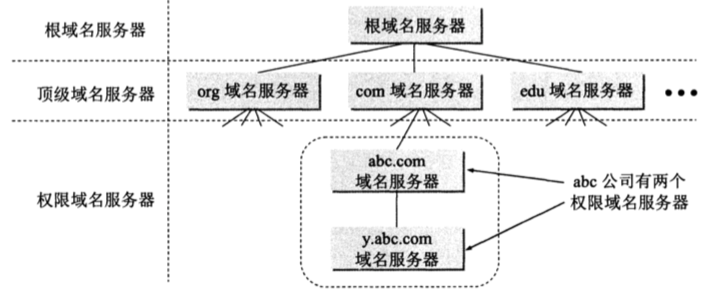 根域名服务器
根域名服务器
顶级域名服务器
org 域名服务器
com 域名服务器
edu 域名服务器
•••
权限域名服务器
abc.com
域名服务器
y.abc.com
域名服务器
abc 公司有两个
权限域名服务器